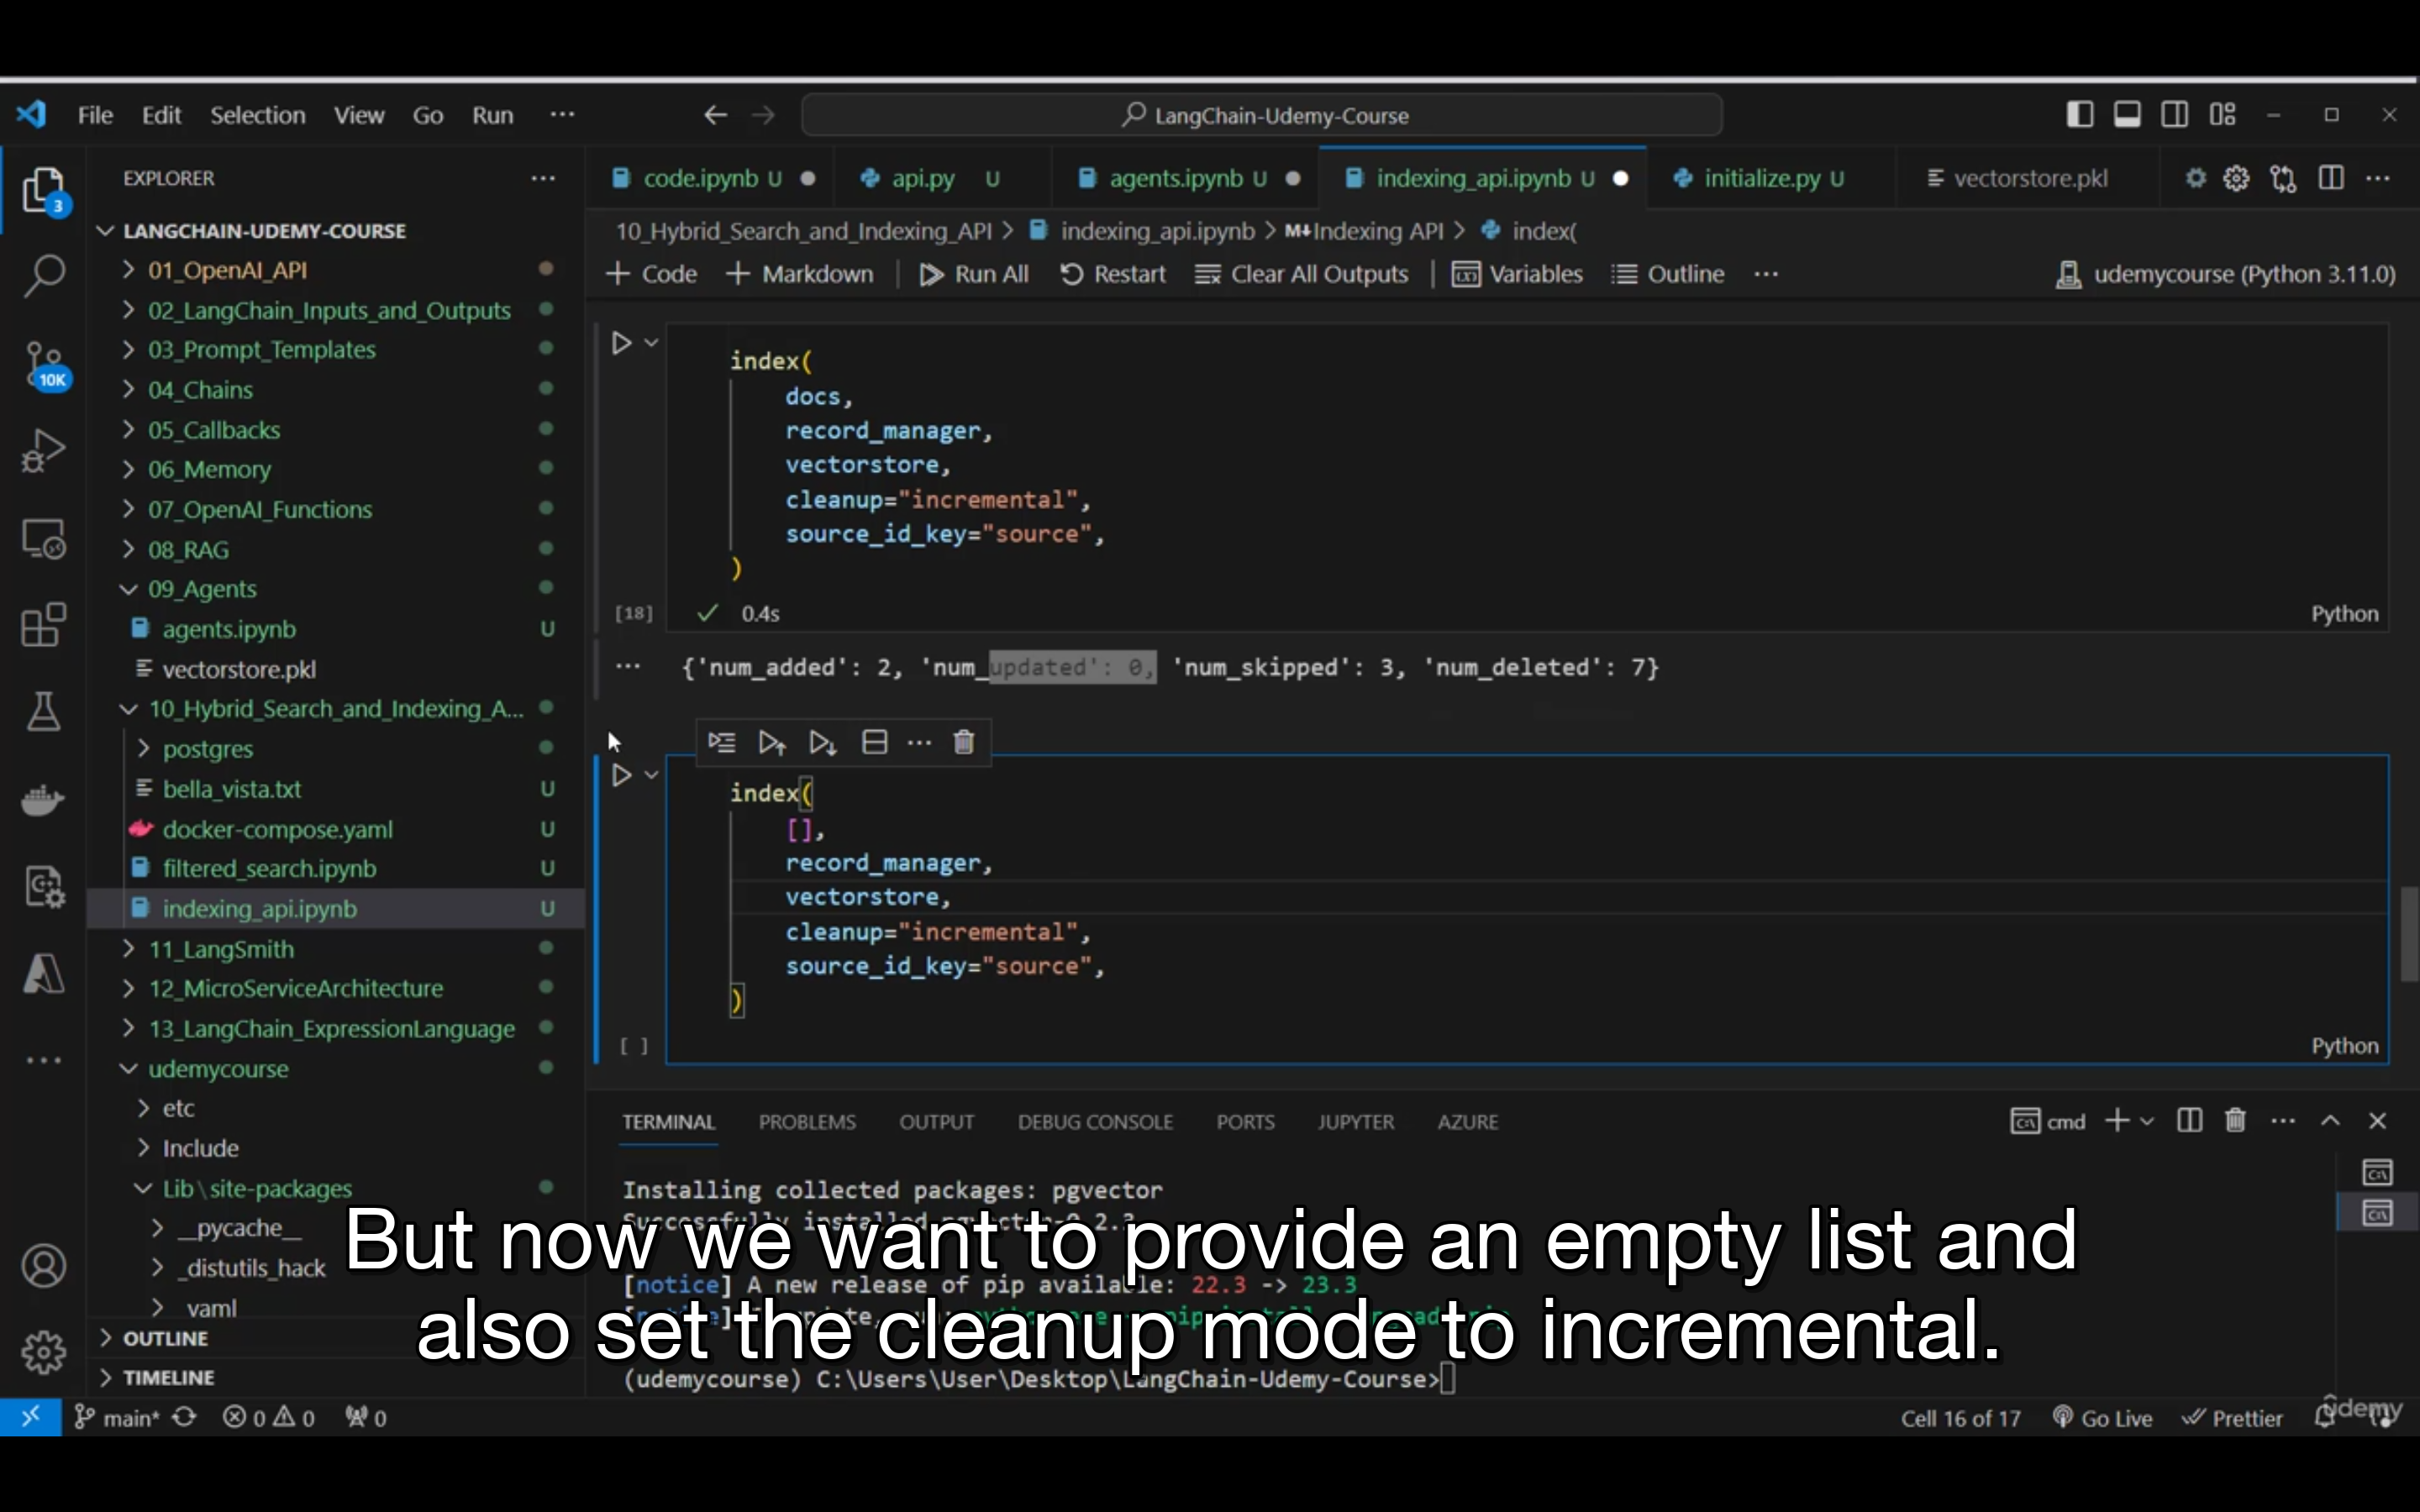 File Edit Selection View Go Run ...
LangChain-Udemy-Course
EXPLORER
code.ipynb U
api.py U
agents.ipynb U
indexing_api.ipynb U
initialize.py U
vectorstore.pkl
LANGCHAIN-UDEMY-COURSE
10_Hybrid_Search_and_Indexing_API > indexing_api.ipynb > M↓Indexing API > index(
+ Code + Markdown Run All Restart Clear All Outputs Variables Outline ... udemycourse (Python 3.11.0)
3
10K
01_OpenAI_API
02_LangChain_Inputs_and_Outputs
03_Prompt_Templates
04_Chains
05_Callbacks
06_Memory
07_OpenAI_Functions
08_RAG
09_Agents
agents.ipynb U
vectorstore.pkl
10_Hybrid_Search_and_Indexing_A...
postgres
bella_vista.txt U
docker-compose.yaml U
filtered_search.ipynb U
indexing_api.ipynb U
11_LangSmith
12_MicroServiceArchitecture
13_LangChain_ExpressionLanguage
udemycourse
etc
Include
Lib\site-packages
__pycache__
_distutils_hack
yaml
OUTLINE
TIMELINE
index(
docs,
record_manager,
vectorstore,
cleanup="incremental",
source_id_key="source",
)
[18] 0.4s
Python
{'num_added': 2, 'num_updated': 0, 'num_skipped': 3, 'num_deleted': 7}
index(
[],
record_manager,
vectorstore,
cleanup="incremental",
source_id_key="source",
)
[ ]
Python
TERMINAL PROBLEMS OUTPUT DEBUG CONSOLE PORTS JUPYTER AZURE
cmd
Installing collected packages: pgvector
Successfully installed pgvector-0.2.3
[notice] A new release of pip available: 22.3 -> 23.3
(udemycourse) C:\Users\User\Desktop\LangChain-Udemy-Course>
But now we want to provide an empty list and
also set the cleanup mode to incremental.
main* 0 0 0
Cell 16 of 17 Go Live Prettier
udemy